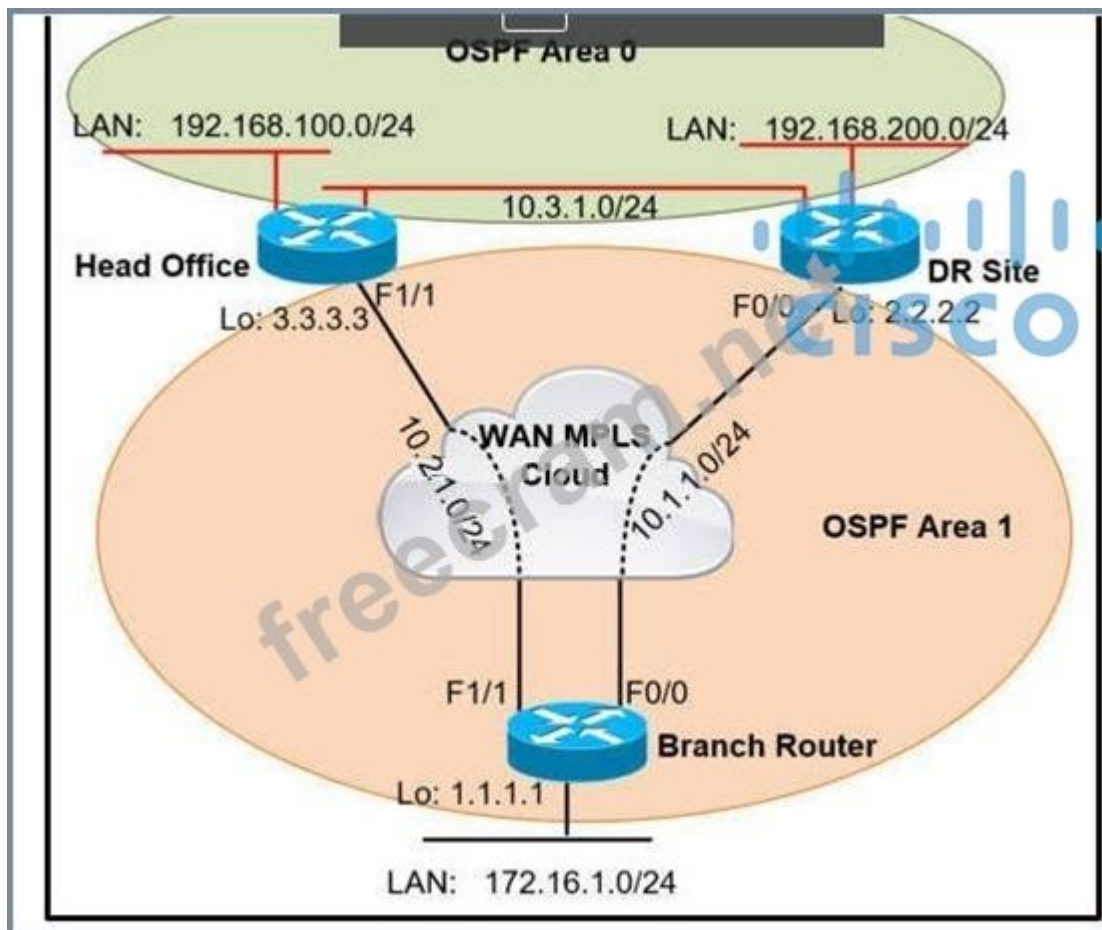 OSPF Area 0
LAN: 192.168.100.0/24
LAN: 192.168.200.0/24
10.3.1.0/24
Head Office
DR Site
F1/1
F0/0
Lo: 3.3.3.3
Lo: 2.2.2.2
CISCO
WAN MPLS
Cloud
10.2.1.0/24
10.1.1.0/24
OSPF Area 1
freecram.net
F1/1
F0/0
Branch Router
Lo: 1.1.1.1
LAN: 172.16.1.0/24